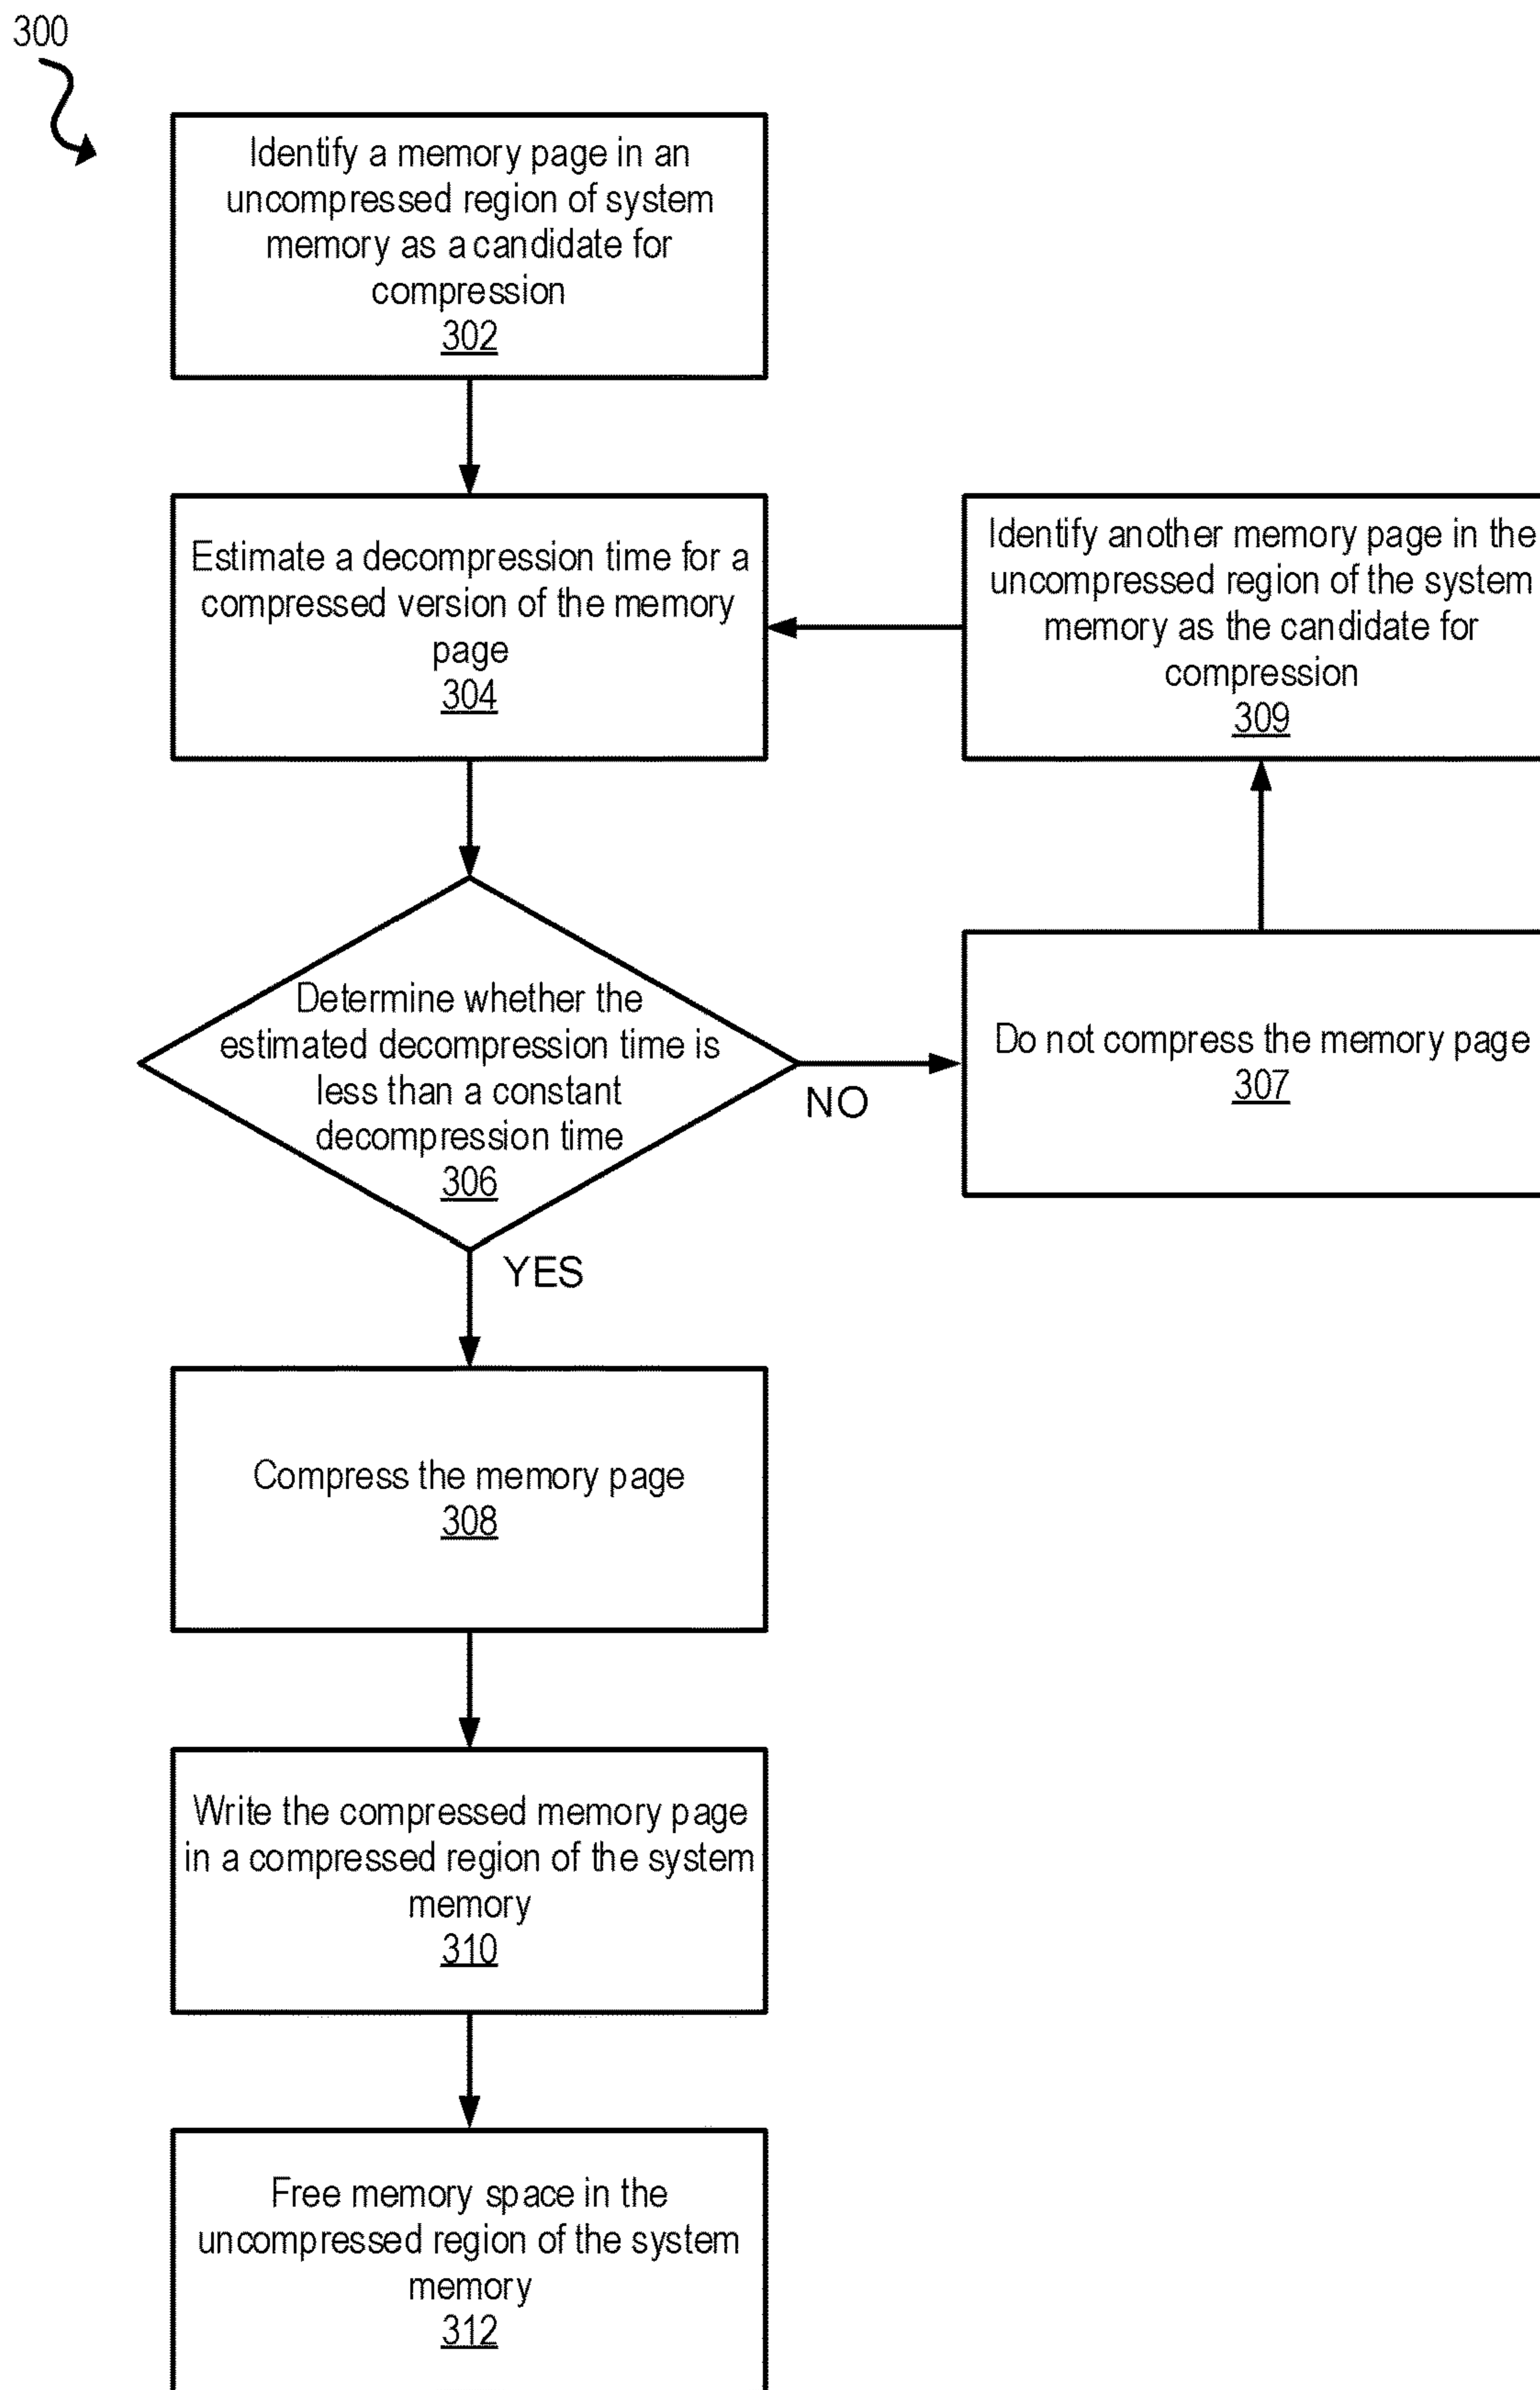 300
Identify a memory page in an
uncompressed region of system
memory as a candidate for
compression
302
Estimate a decompression time for a
compressed version of the memory
page
304
Identify another memory page in the
uncompressed region of the system
memory as the candidate for
compression
309
Determine whether the
estimated decompression time is
less than a constant
decompression time
306
NO
Do not compress the memory page
307
YES
Compress the memory page
308
Write the compressed memory page
in a compressed region of the system
memory
310
Free memory space in the
uncompressed region of the system
memory
312